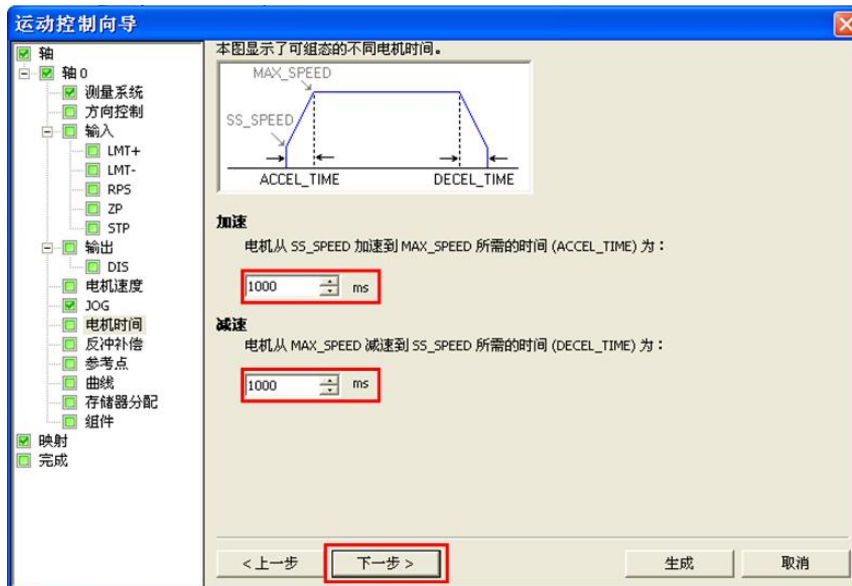 运动控制向导
轴
轴 0
测量系统
方向控制
输入
LMT+
LMT-
RPS
ZP
STP
输出
DIS
电机速度
JOG
电机时间
反冲补偿
参考点
曲线
存储器分配
组件
映射
完成
本图显示了可组态的不同电机时间。
MAX_SPEED
SS_SPEED
ACCEL_TIME DECEL_TIME
加速
电机从 SS_SPEED 加速到 MAX_SPEED 所需的时间 (ACCEL_TIME) 为：
1000 ms
减速
电机从 MAX_SPEED 减速到 SS_SPEED 所需的时间 (DECEL_TIME) 为：
1000 ms
<上一步 下一步> 生成 取消